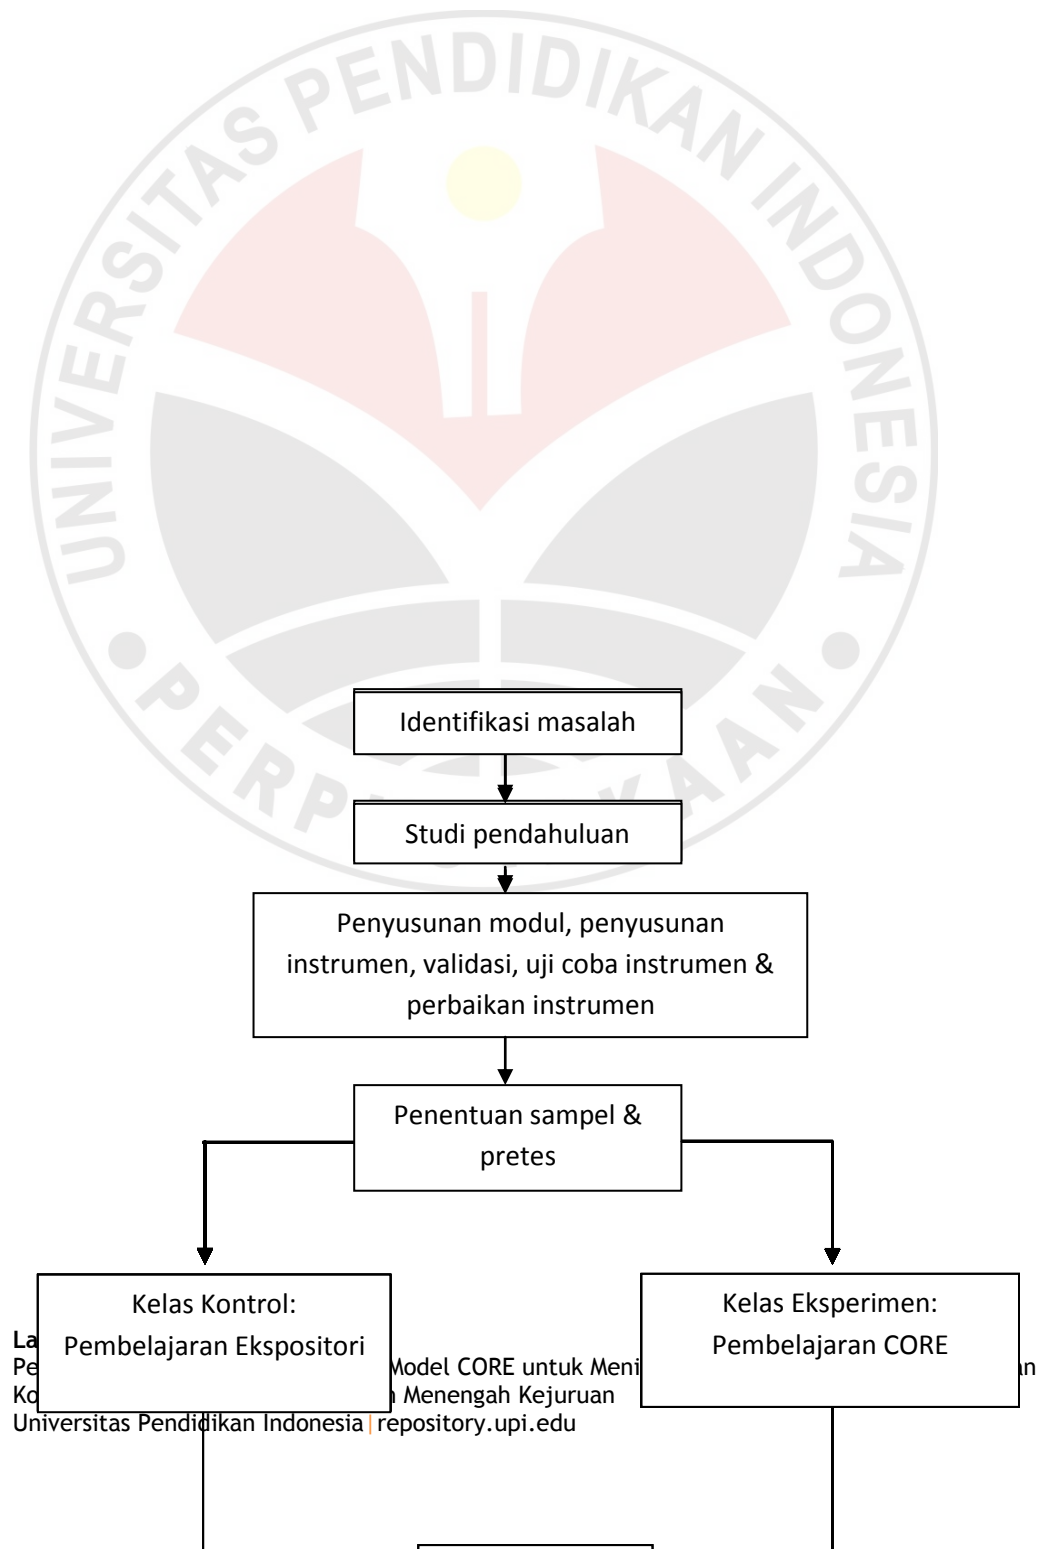 UNIVERSITAS PENDIDIKAN INDONESIA
Identifikasi masalah
Studi pendahuluan
Penyusunan modul, penyusunan
instrumen, validasi, uji coba instrumen &
perbaikan instrumen
Penentuan sampel &
pretes
Kelas Kontrol:
Pembelajaran Ekspositori
Kelas Eksperimen:
Pembelajaran CORE
Model CORE untuk
Menengah Kejuruan
Universitas Pendidikan Indonesia|repository.upi.edu